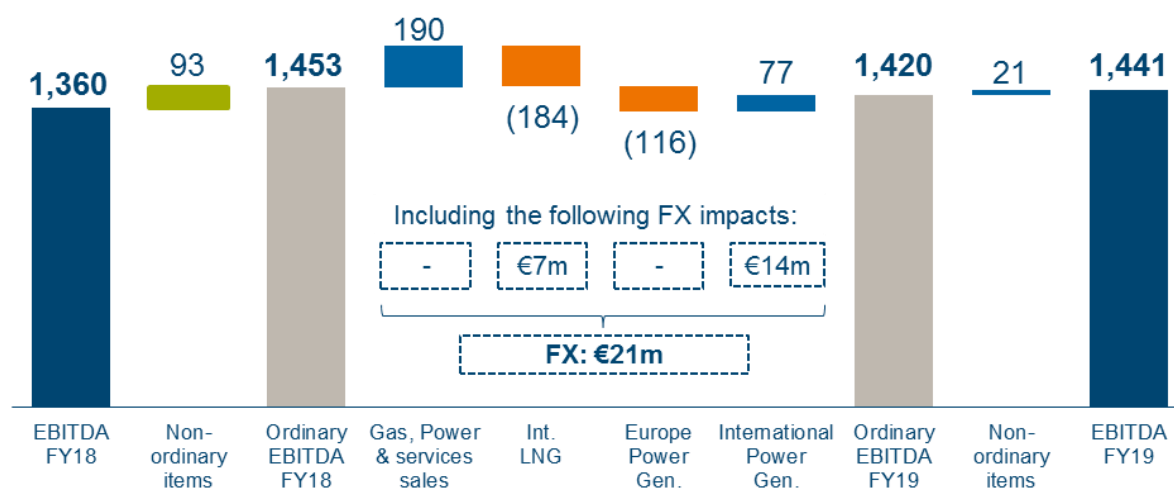 1,360
93
1,453
190
(184)
(116)
77
1,420
21
1,441
Including the following FX impacts:
-
€7m
-
€14m
FX: €21m
EBITDA
FY18
Non-
ordinary
items
Ordinary
EBITDA
FY18
Gas, Power
& services
sales
Int.
LNG
Europe
Power
Gen.
International
Power
Gen.
Ordinary
EBITDA
FY19
Non-
ordinary
items
EBITDA
FY19